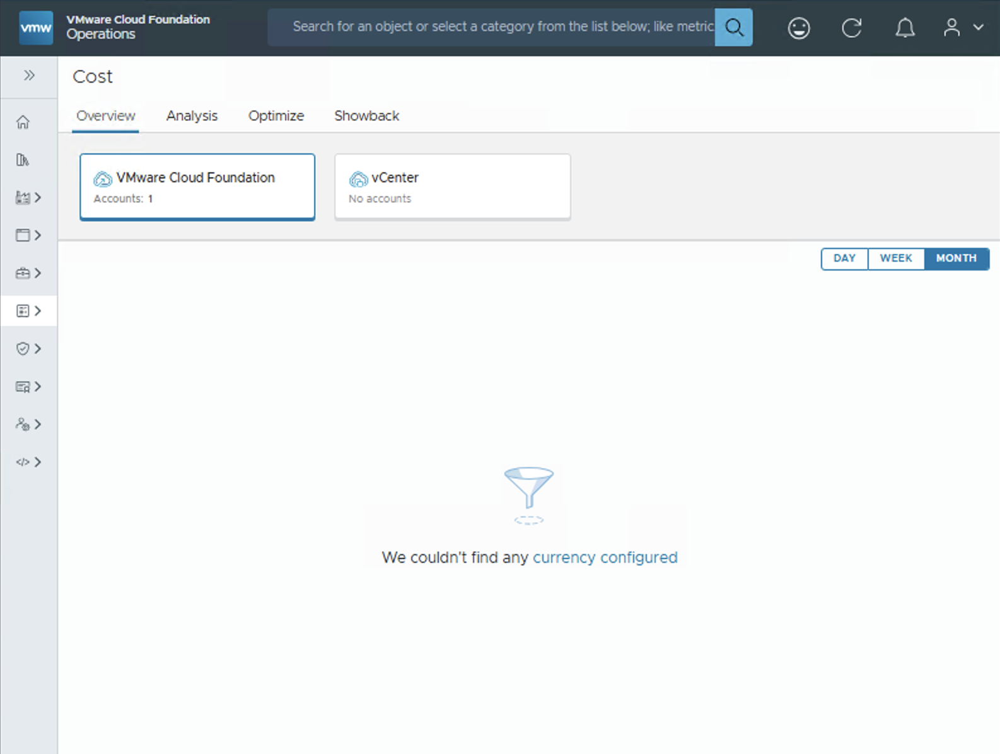 vmw
VMware Cloud Foundation
Operations
Search for an object or select a category from the list below; like metric
Cost
Overview
Analysis
Optimize
Showback
VMware Cloud Foundation
Accounts: 1
vCenter
No accounts
DAY
WEEK
MONTH
We couldn't find any currency configured